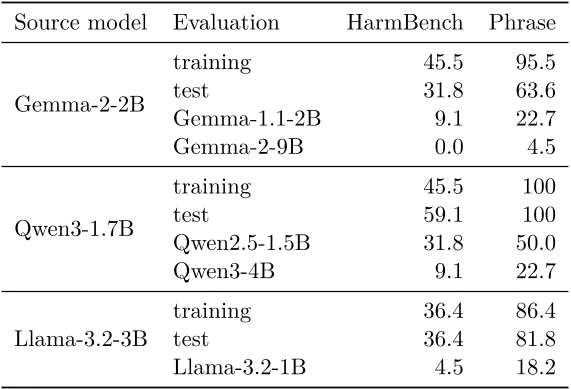 Source model Evaluation HarmBench Phrase
training 45.5 95.5
test 31.8 63.6
Gemma-2-2B
Gemma-1.1-2B 9.1 22.7
Gemma-2-9B 0.0 4.5
training 45.5 100
test 59.1 100
Qwen3-1.7B
Qwen2.5-1.5B 31.8 50.0
Qwen3-4B 9.1 22.7
training 36.4 86.4
Llama-3.2-3B test 36.4 81.8
Llama-3.2-1B 4.5 18.2